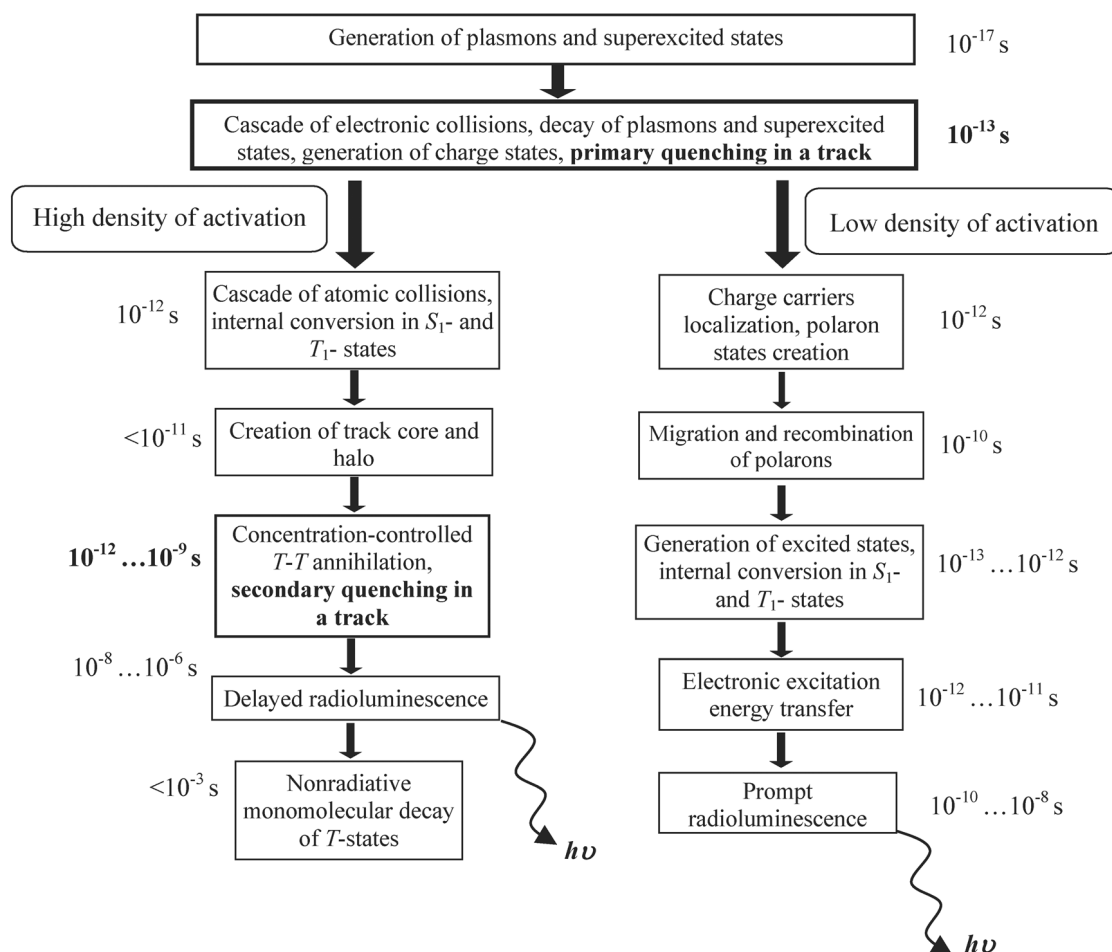 Generation of plasmons and superexcited states
10⁻¹⁷ s
Cascade of electronic collisions, decay of plasmons and superexcited
states, generation of charge states, primary quenching in a track
10⁻¹³ s
High density of activation
Low density of activation
10⁻¹² s
Cascade of atomic collisions,
internal conversion in S₁- and
T₁- states
Charge carriers
localization, polaron
states creation
10⁻¹² s
<10⁻¹¹ s
Creation of track core and
halo
Migration and recombination
of polarons
10⁻¹⁰ s
10⁻¹² …10⁻⁹ s
Concentration-controlled
T-T annihilation,
secondary quenching in
a track
Generation of excited states,
internal conversion in S₁-
and T₁- states
10⁻¹³ …10⁻¹² s
10⁻⁸ …10⁻⁶ s
Delayed radioluminescence
Electronic excitation
energy transfer
10⁻¹² …10⁻¹¹ s
<10⁻³ s
Nonradiative
monomolecular decay
of T-states
hυ
Prompt
radioluminescence
10⁻¹⁰ …10⁻⁸ s
hυ